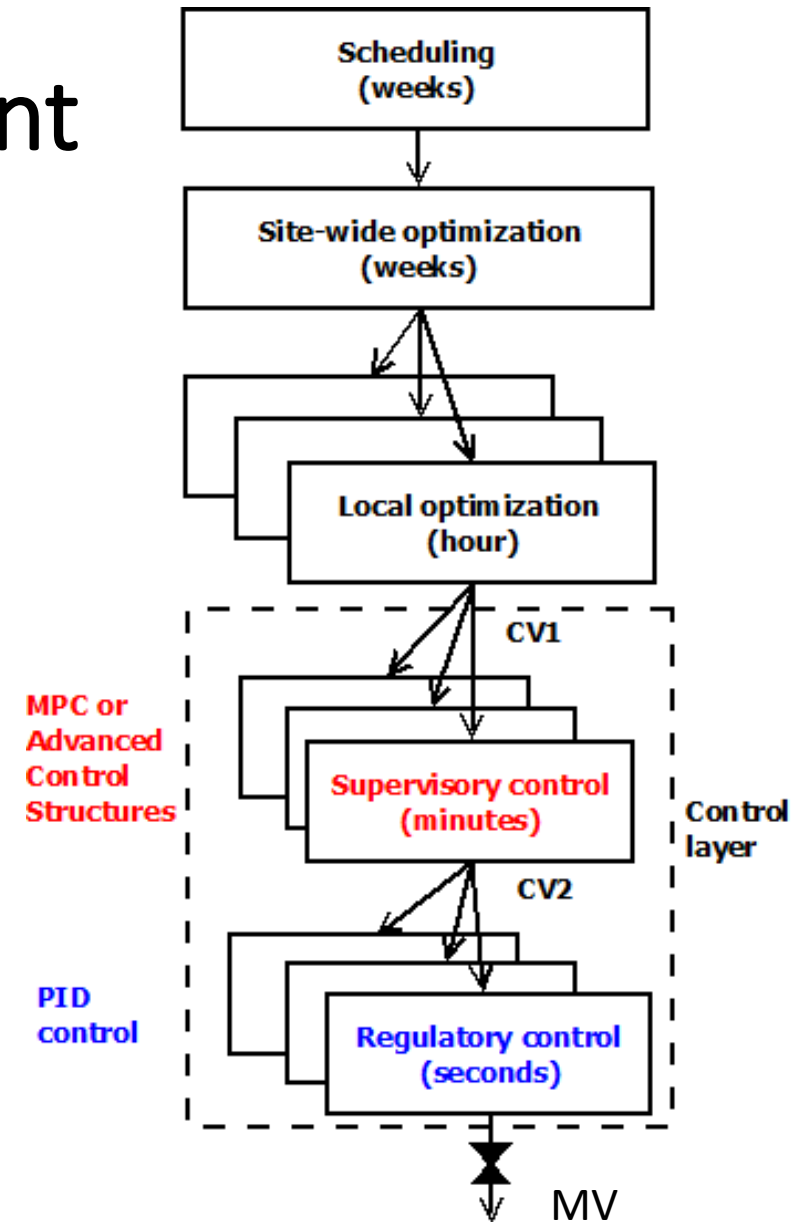 nt
Scheduling
(weeks)
Site-wide optimization
(weeks)
Local optimization
(hour)
CV1
MPC or
Advanced
Control
Structures
Supervisory control
(minutes)
Control
layer
CV2
PID
control
Regulatory control
(seconds)
MV